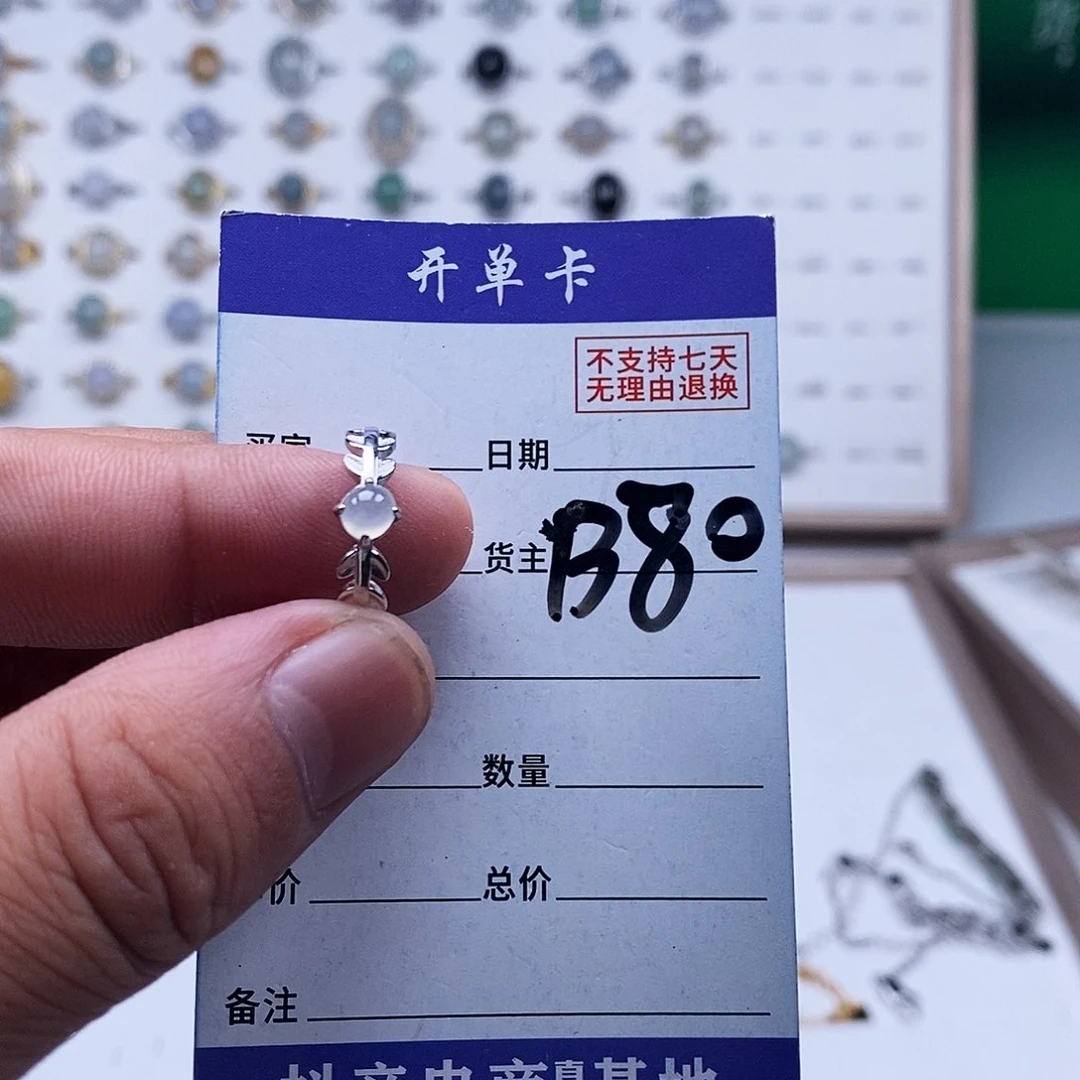 开单卡
不支持七天
无理由退换
日期
货主 B80
数量
价 总价
备注